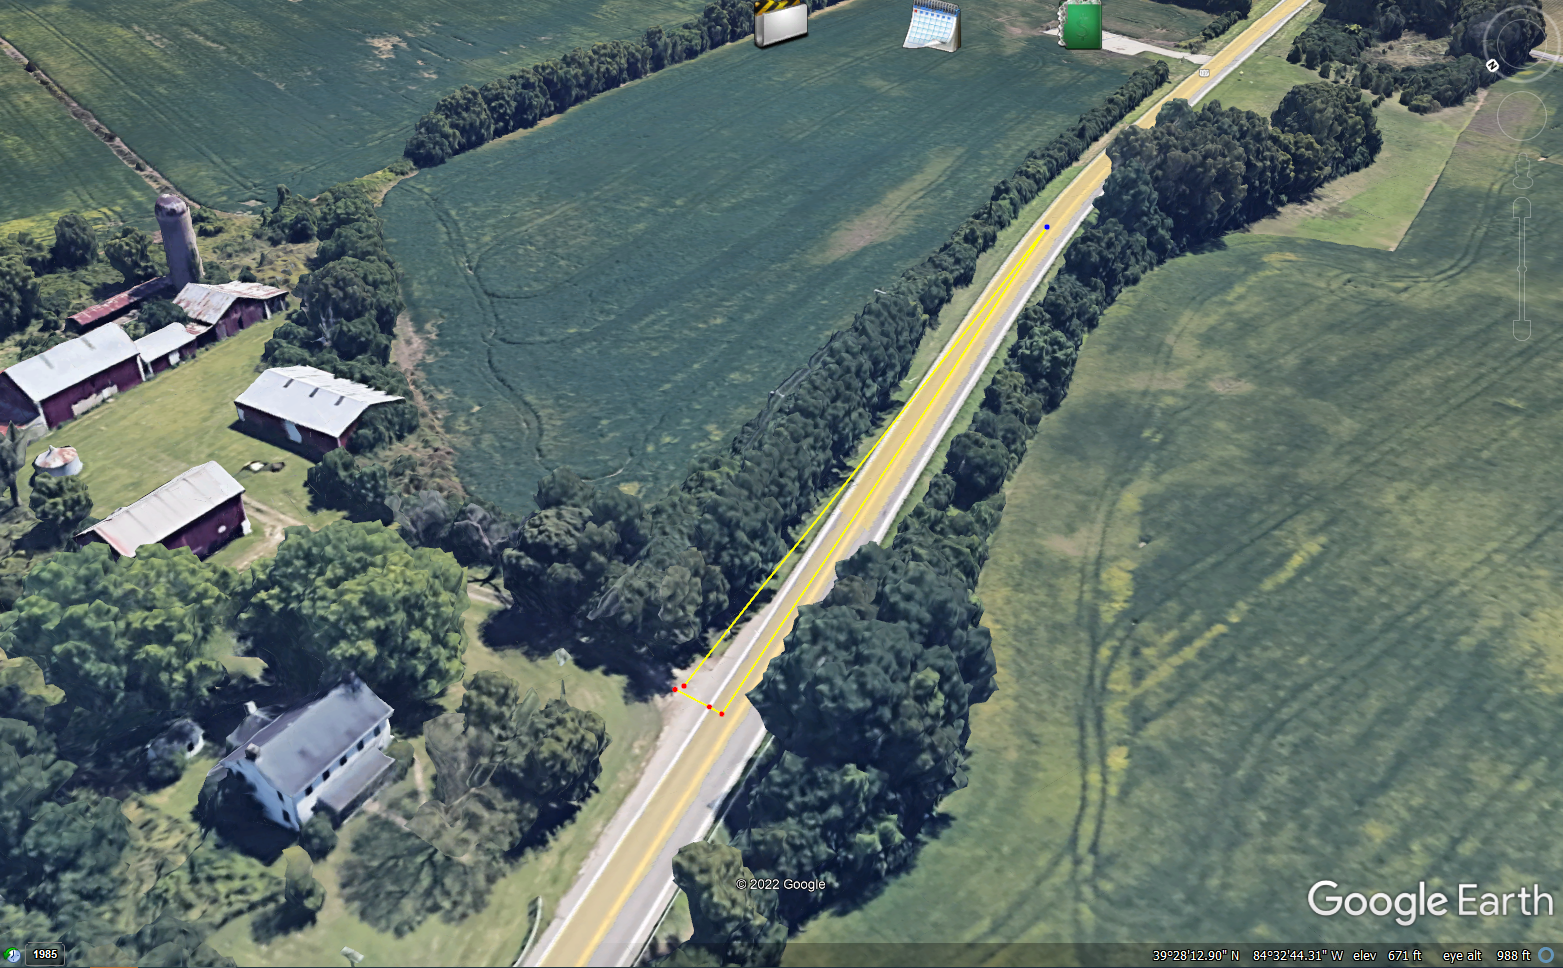 © 2022 Google
Google Earth
1985
39°28'12.90" N 84°32'44.31" W elev 671 ft eye alt 988 ft